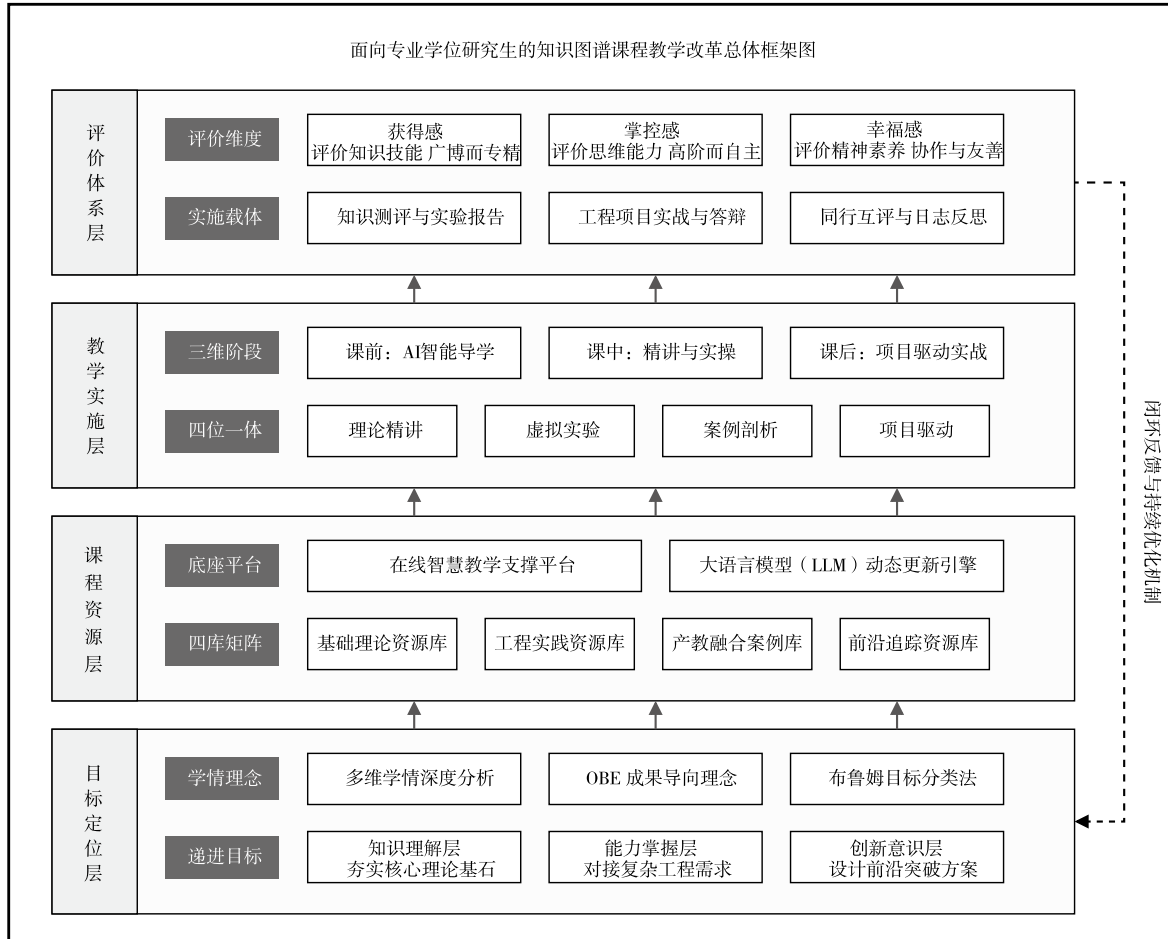 面向专业学位研究生的知识图谱课程教学改革总体框架图
评价体系层
评价维度
获得感
评价知识技能 广博而专精
掌控感
评价思维能力 高阶而自主
幸福感
评价精神素养 协作与友善
实施载体
知识测评与实验报告
工程项目实战与答辩
同行互评与日志反思
教学实施层
三维阶段
课前：AI智能导学
课中：精讲与实操
课后：项目驱动实战
四位一体
理论精讲
虚拟实验
案例剖析
项目驱动
课程资源层
底座平台
在线智慧教学支撑平台
大语言模型（LLM）动态更新引擎
四库矩阵
基础理论资源库
工程实践资源库
产教融合案例库
前沿追踪资源库
目标定位层
学情理念
多维学情深度分析
OBE 成果导向理念
布鲁姆目标分类法
递进目标
知识理解层
夯实核心理论基石
能力掌握层
对接复杂工程需求
创新意识层
设计前沿突破方案
闭环反馈与持续优化机制